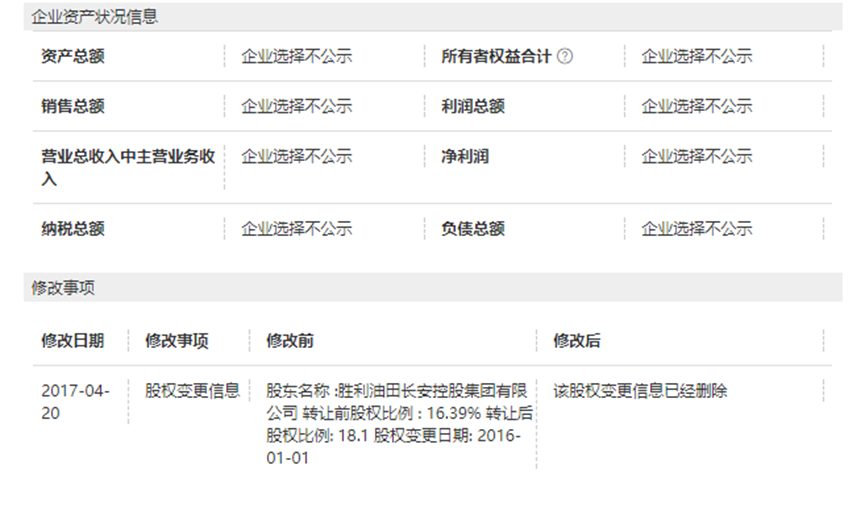 企业资产状况信息
资产总额 企业选择不公示 所有者权益合计 ? 企业选择不公示
销售总额 企业选择不公示 利润总额 企业选择不公示
营业总收入中主营业务收 企业选择不公示 净利润 企业选择不公示
入
纳税总额 企业选择不公示 负债总额 企业选择不公示
修改事项
修改日期 修改事项 修改前 修改后
2017-04- 股权变更信息 股东名称 :胜利油田长安控股集团有限 该股权变更信息已经删除
20 公司 转让前股权比例 : 16.39% 转让后
股权比例: 18.1 股权变更日期: 2016-
01-01